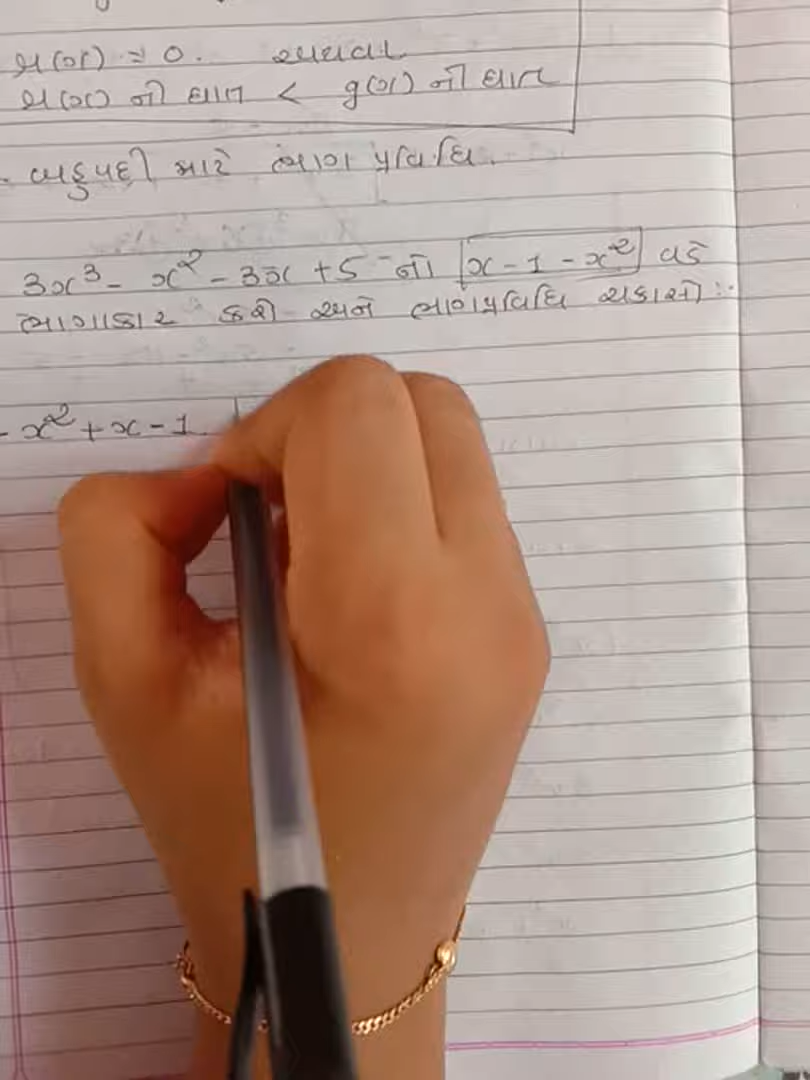 શ(x) = 0. અથવા
શ(x) ની ઘાત < g(x) ની ઘાત
બહુપદી માટે ભાગ પ્રવિધિ.
3x³ - x² - 3x + 5 નો x - 1 - x² વડે
ભાગાકાર કરો અને ભાગપ્રવિધિ ચકાસો :-
- x² + x - 1